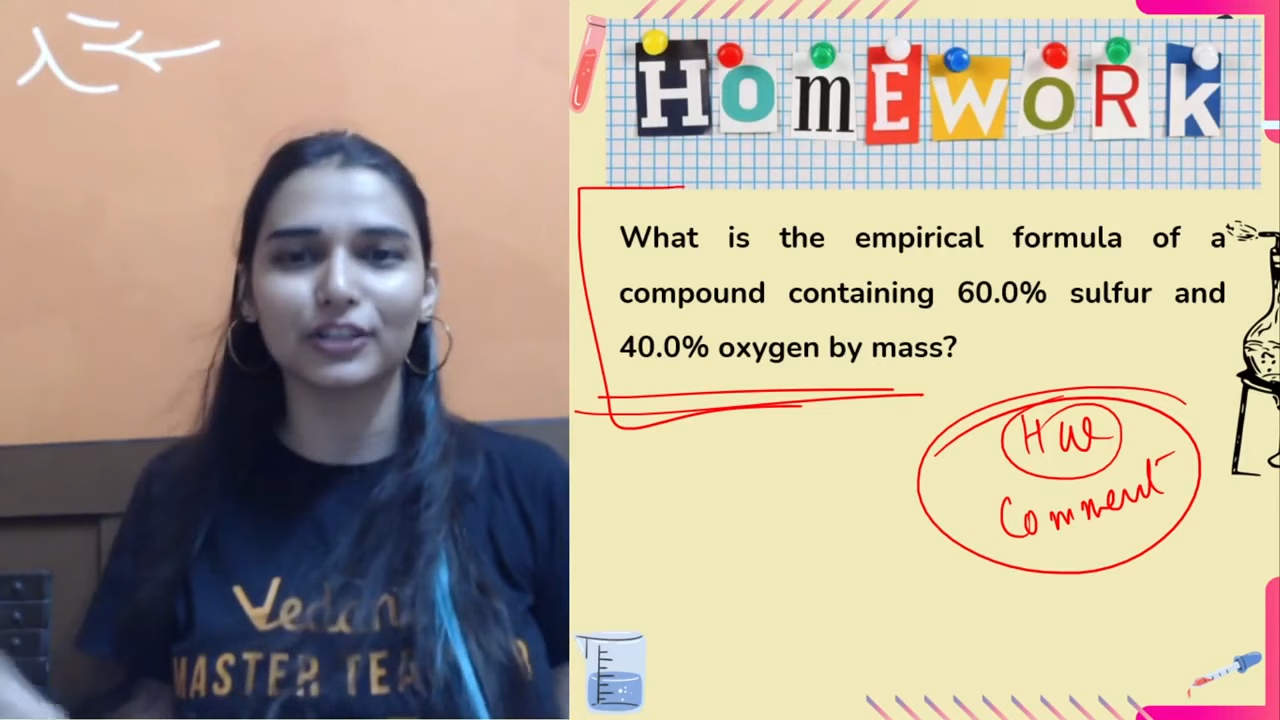 HOmEWORk
What is the empirical formula of a
compound containing 60.0% sulfur and
40.0% oxygen by mass?
HW
Comment
MASTER TEA